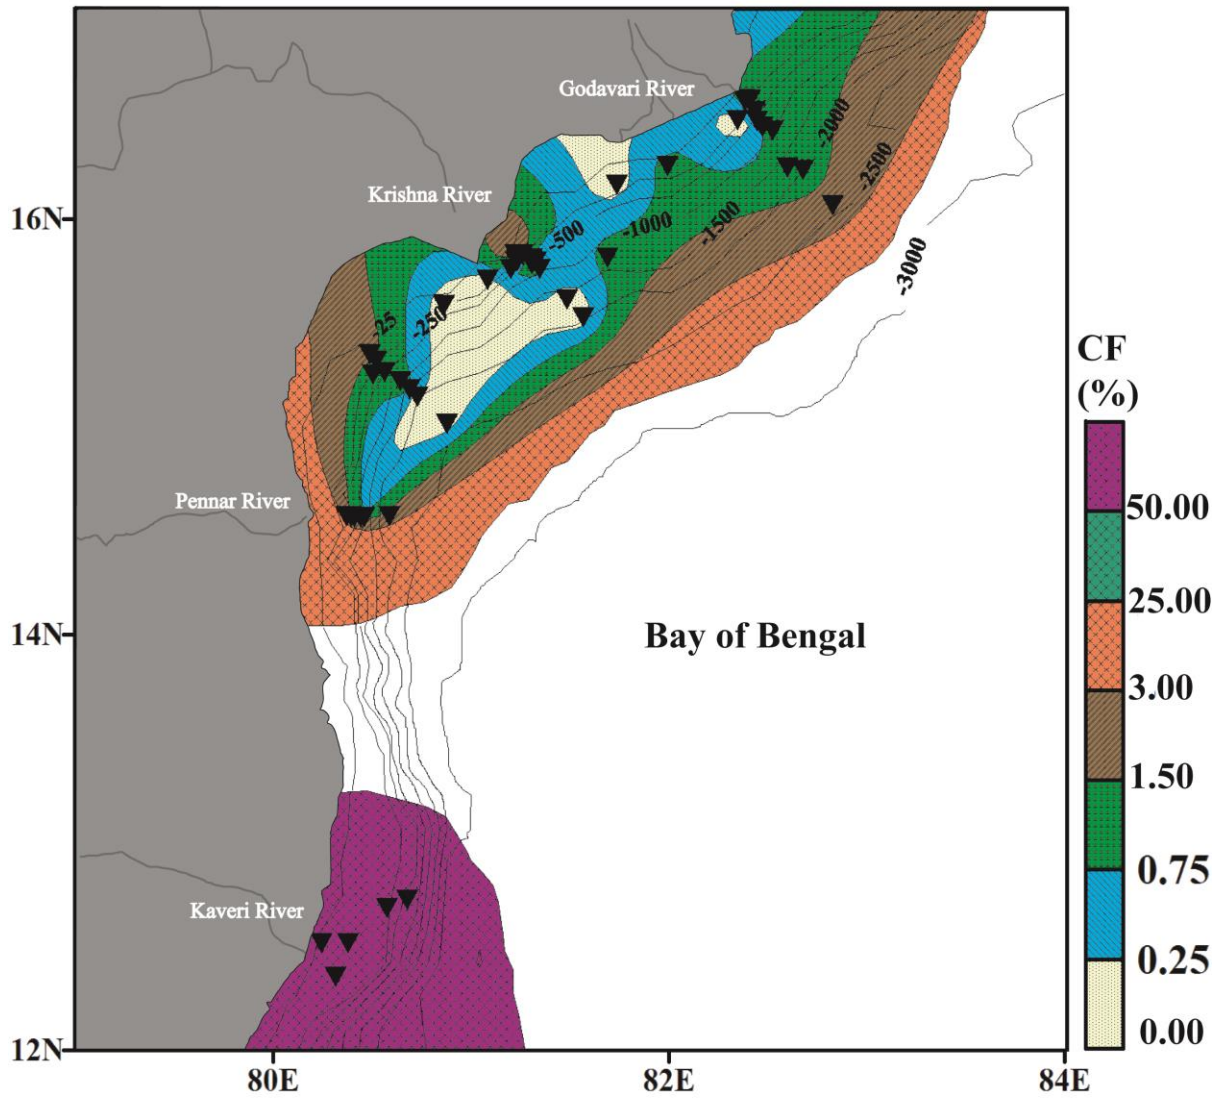 Godavari River
-2000
-2500
Krishna River
16N
-500
-1000
-1500
-3000
-25
-250
CF
(%)
Pennar River
50.00
25.00
14N
Bay of Bengal
3.00
1.50
0.75
Kaveri River
0.25
0.00
12N
80E
82E
84E